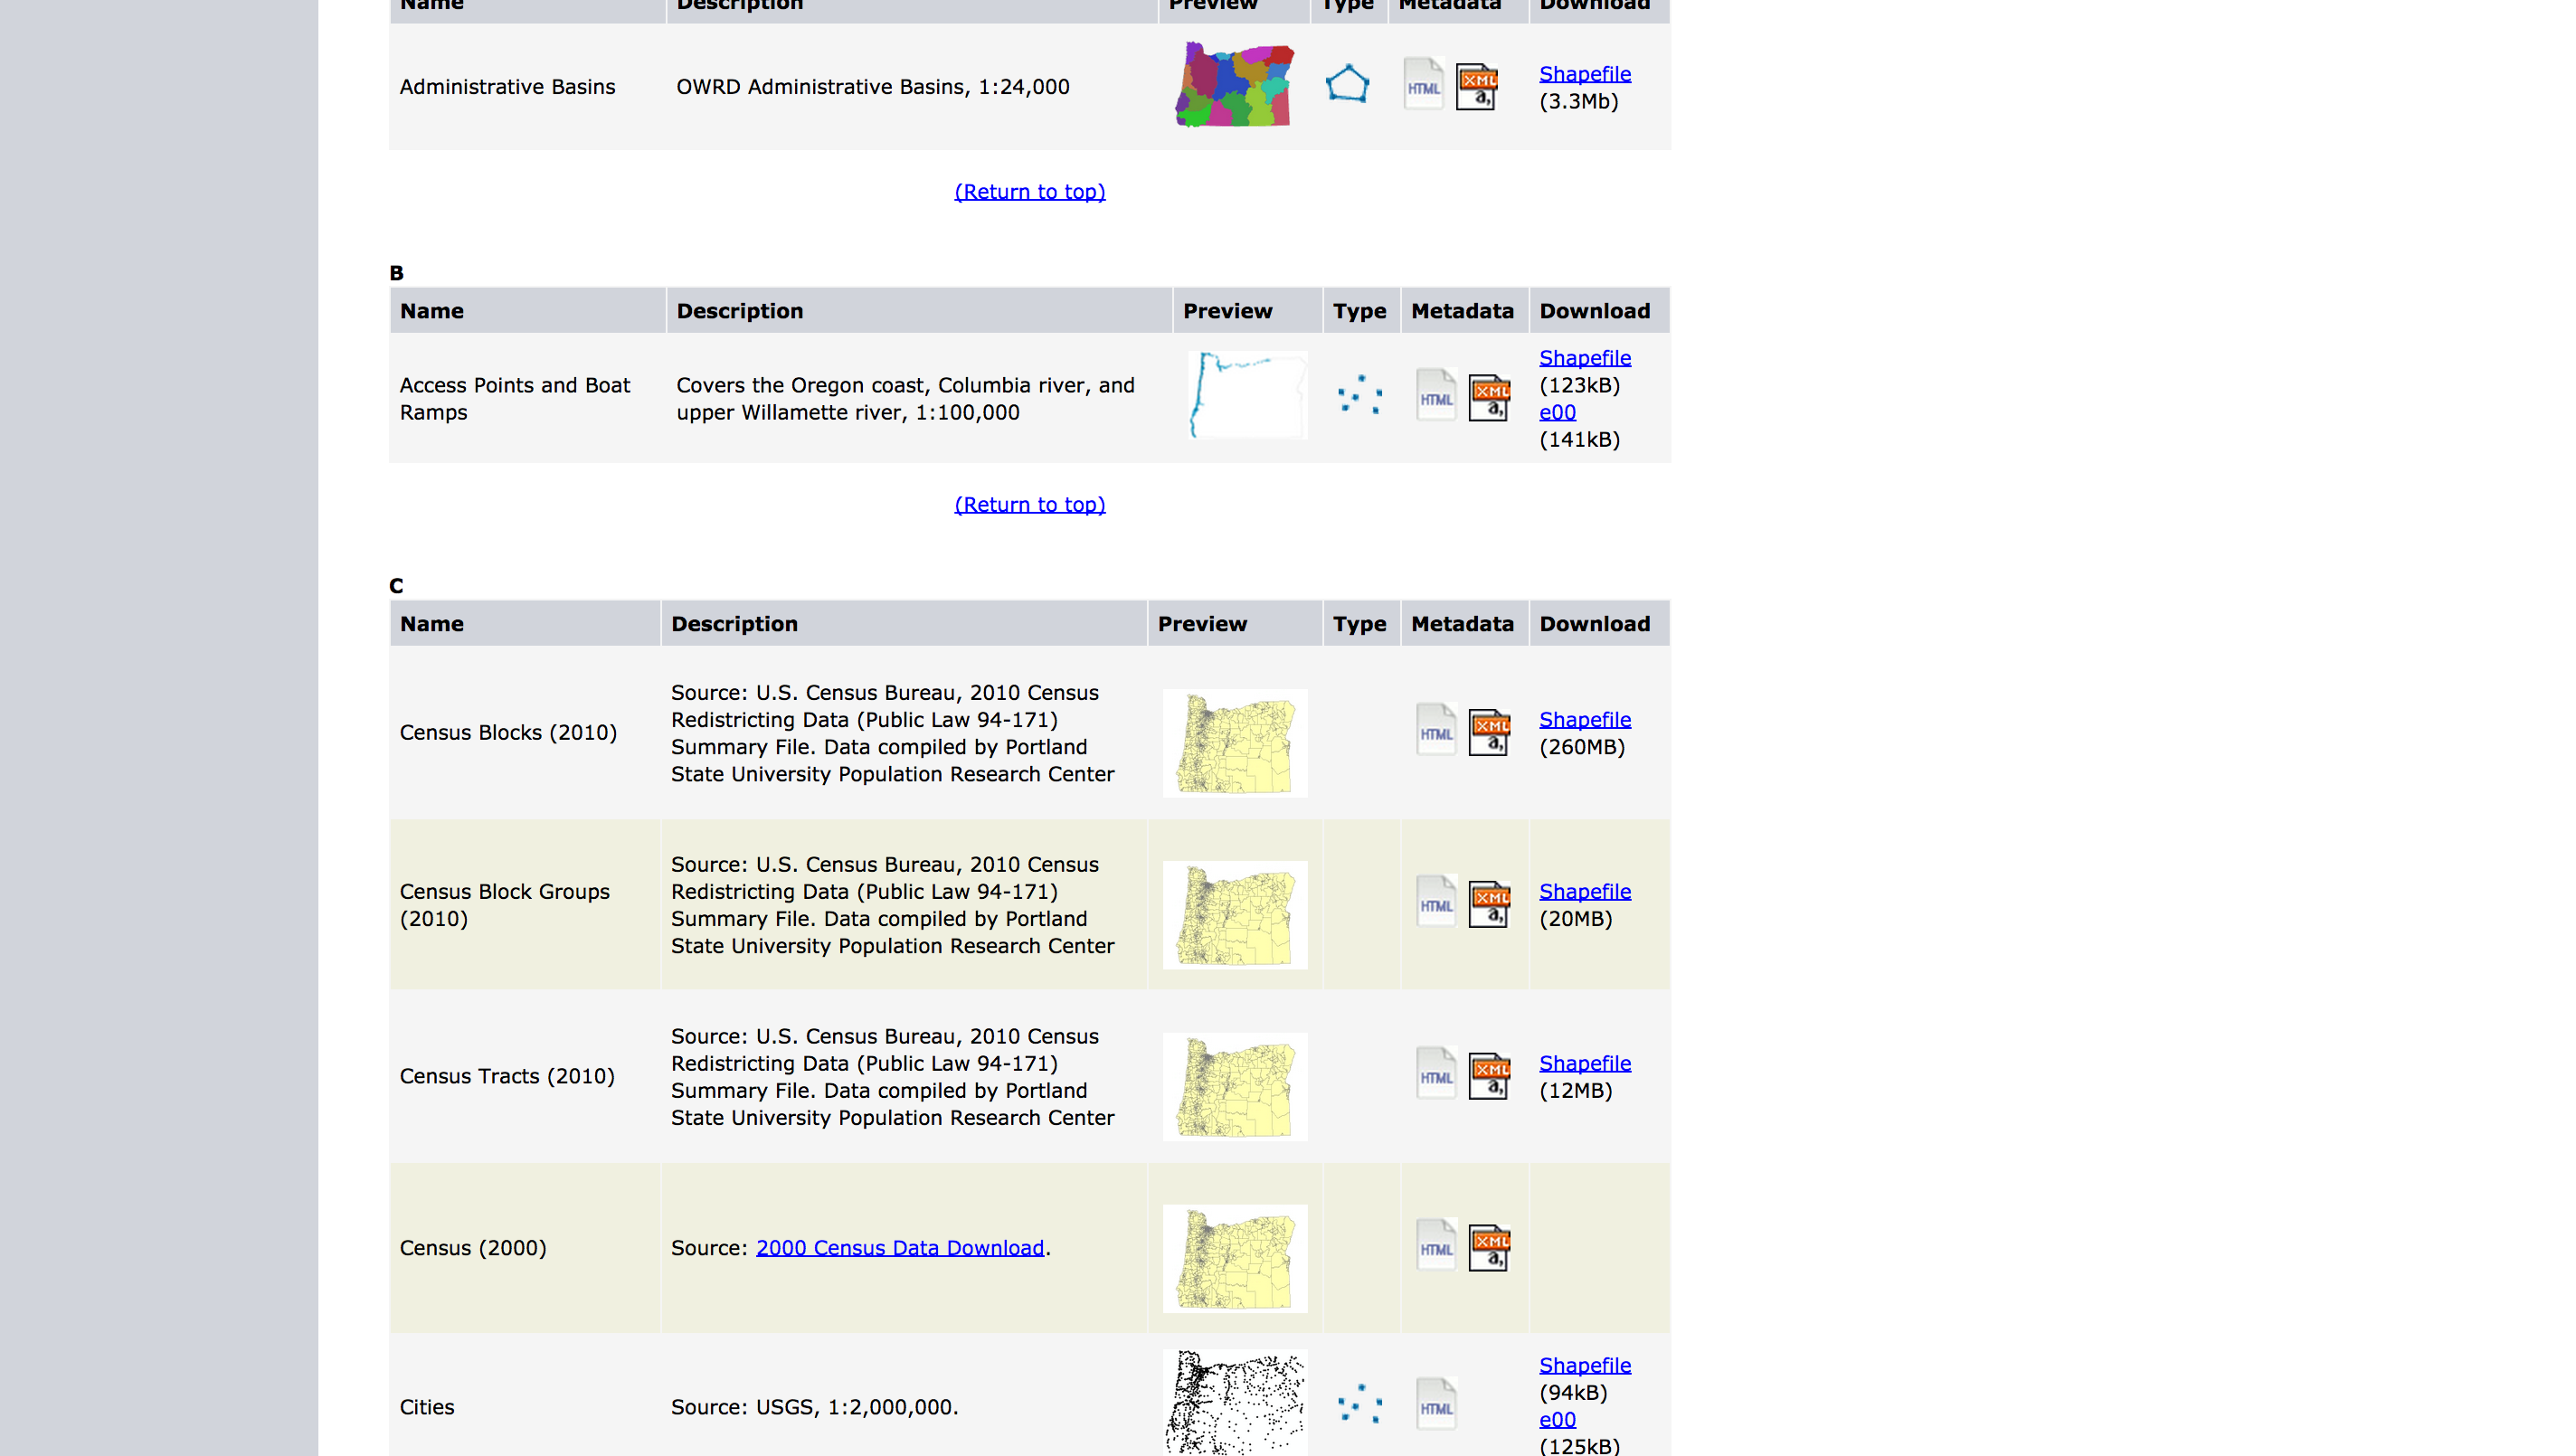 Name Description Preview Type Metadata Download
Administrative Basins OWRD Administrative Basins, 1:24,000 HTML XML a, Shapefile
(3.3Mb)
(Return to top)
B
Name Description Preview Type Metadata Download
Access Points and Boat
Ramps
Covers the Oregon coast, Columbia river, and
upper Willamette river, 1:100,000
HTML XML a,
Shapefile
(123kB)
e00
(141kB)
(Return to top)
C
Name Description Preview Type Metadata Download
Census Blocks (2010)
Source: U.S. Census Bureau, 2010 Census
Redistricting Data (Public Law 94-171)
Summary File. Data compiled by Portland
State University Population Research Center
HTML XML a,
Shapefile
(260MB)
Census Block Groups
(2010)
Source: U.S. Census Bureau, 2010 Census
Redistricting Data (Public Law 94-171)
Summary File. Data compiled by Portland
State University Population Research Center
HTML XML a,
Shapefile
(20MB)
Census Tracts (2010)
Source: U.S. Census Bureau, 2010 Census
Redistricting Data (Public Law 94-171)
Summary File. Data compiled by Portland
State University Population Research Center
HTML XML a,
Shapefile
(12MB)
Census (2000) Source: 2000 Census Data Download. HTML XML a,
Cities Source: USGS, 1:2,000,000. HTML
Shapefile
(94kB)
e00
(125kB)